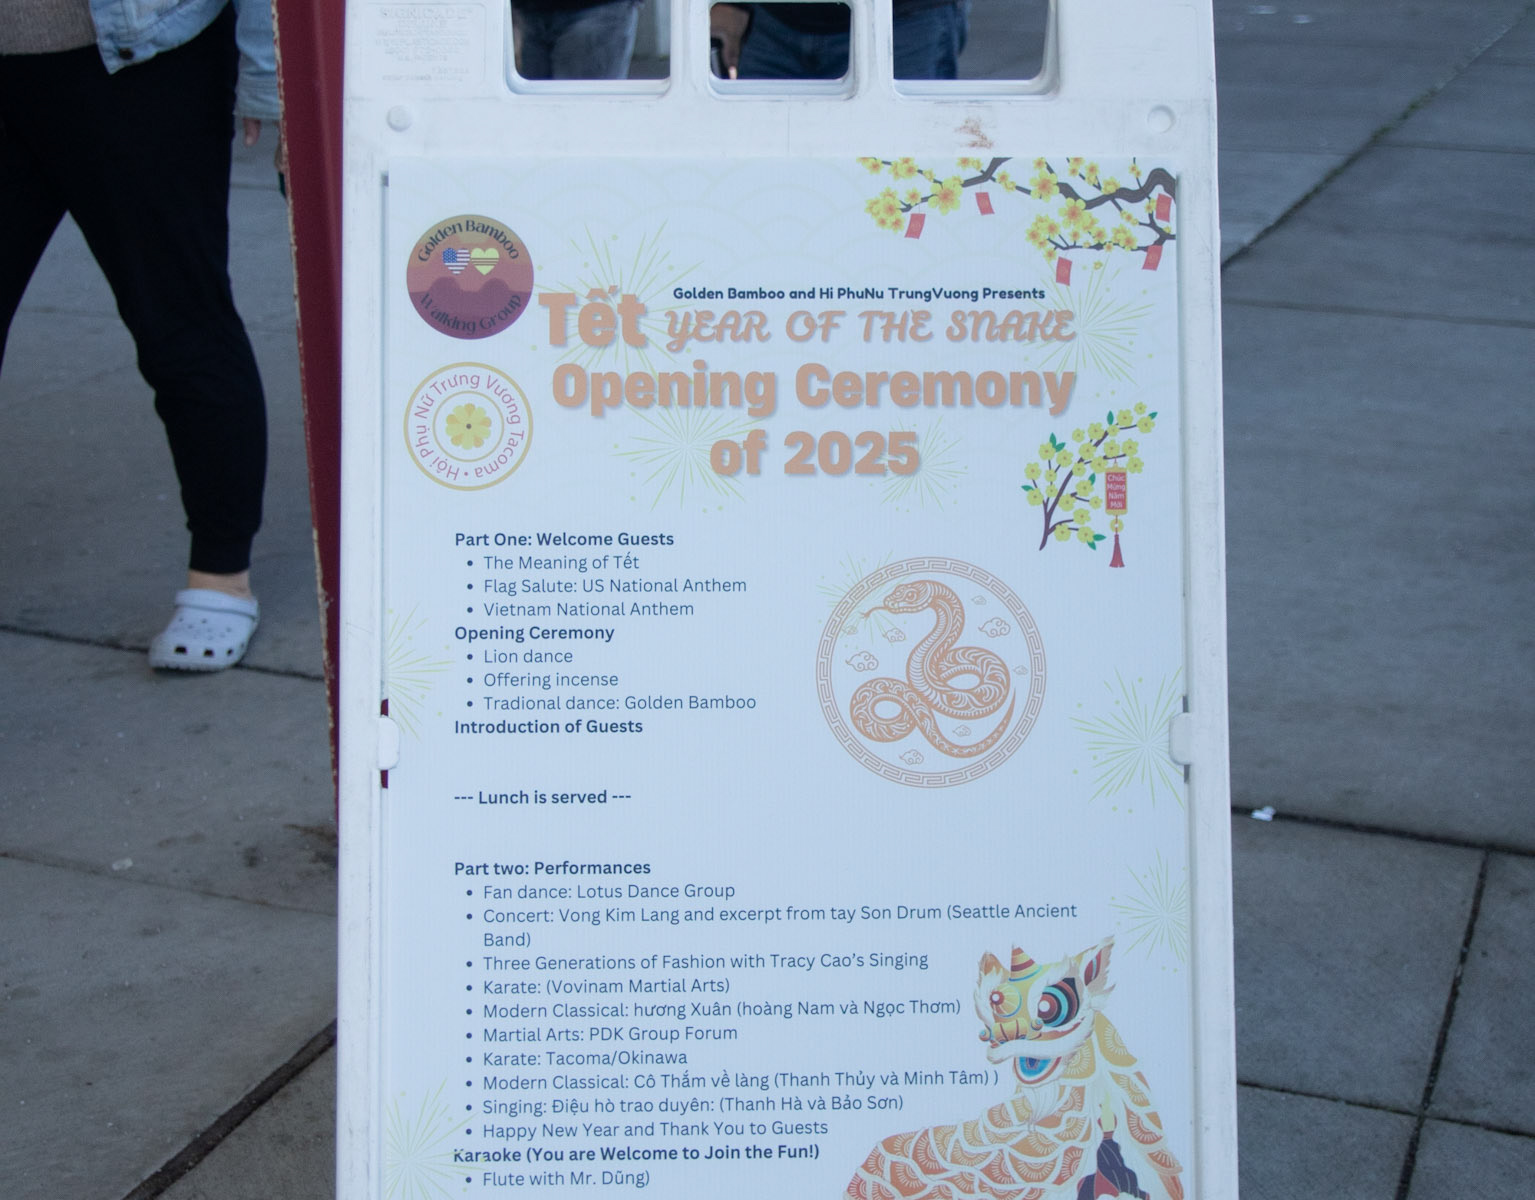 Golden Bamboo
Walking Group
Hội Phụ Nữ Trưng Vương Tacoma •
Golden Bamboo and Hi PhuNu TrungVuong Presents
Tết YEAR OF THE SNAKE
Opening Ceremony
of 2025
Chúc
Mừng
Năm
Mới
Part One: Welcome Guests
• The Meaning of Tết
• Flag Salute: US National Anthem
• Vietnam National Anthem
Opening Ceremony
• Lion dance
• Offering incense
• Tradional dance: Golden Bamboo
Introduction of Guests
--- Lunch is served ---
Part two: Performances
• Fan dance: Lotus Dance Group
• Concert: Vong Kim Lang and excerpt from tay Son Drum (Seattle Ancient
Band)
• Three Generations of Fashion with Tracy Cao’s Singing
• Karate: (Vovinam Martial Arts)
• Modern Classical: hương Xuân (hoàng Nam và Ngọc Thơm)
• Martial Arts: PDK Group Forum
• Karate: Tacoma/Okinawa
• Modern Classical: Cô Thắm về làng (Thanh Thủy và Minh Tâm) )
• Singing: Điệu hò trao duyên: (Thanh Hà và Bảo Sơn)
• Happy New Year and Thank You to Guests
Karaoke (You are Welcome to Join the Fun!)
• Flute with Mr. Dũng)